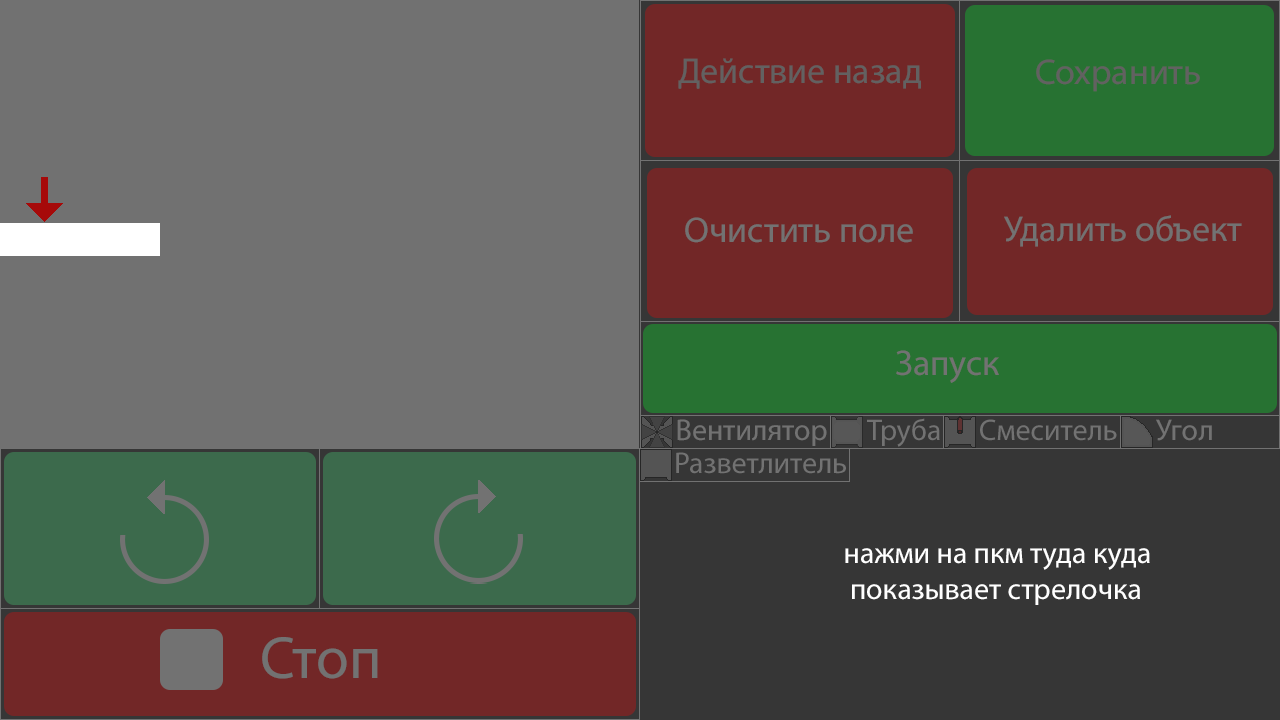 Действие назад
Сохранить
Очистить поле
Удалить объект
Запуск
Вентилятор Труба Смеситель Угол
Разветлитель
нажми на пкм туда куда
показывает стрелочка
Стоп